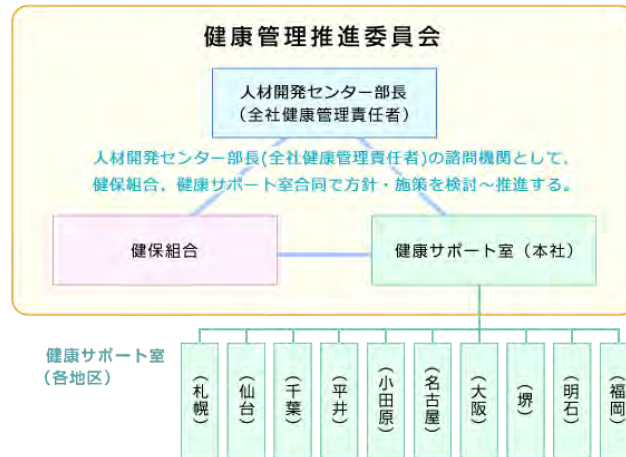 健康管理推進委員会
人材開発センター部長
（全社健康管理責任者）
人材開発センター部長(全社健康管理責任者)の諮問機関として、
健保組合、健康サポート室合同で方針・施策を検討～推進する。
健保組合
健康サポート室（本社）
健康サポート室
（各地区）
（札幌）
（仙台）
（千葉）
（平井）
（小田原）
（名古屋）
（大阪）
（堺）
（明石）
（福岡）